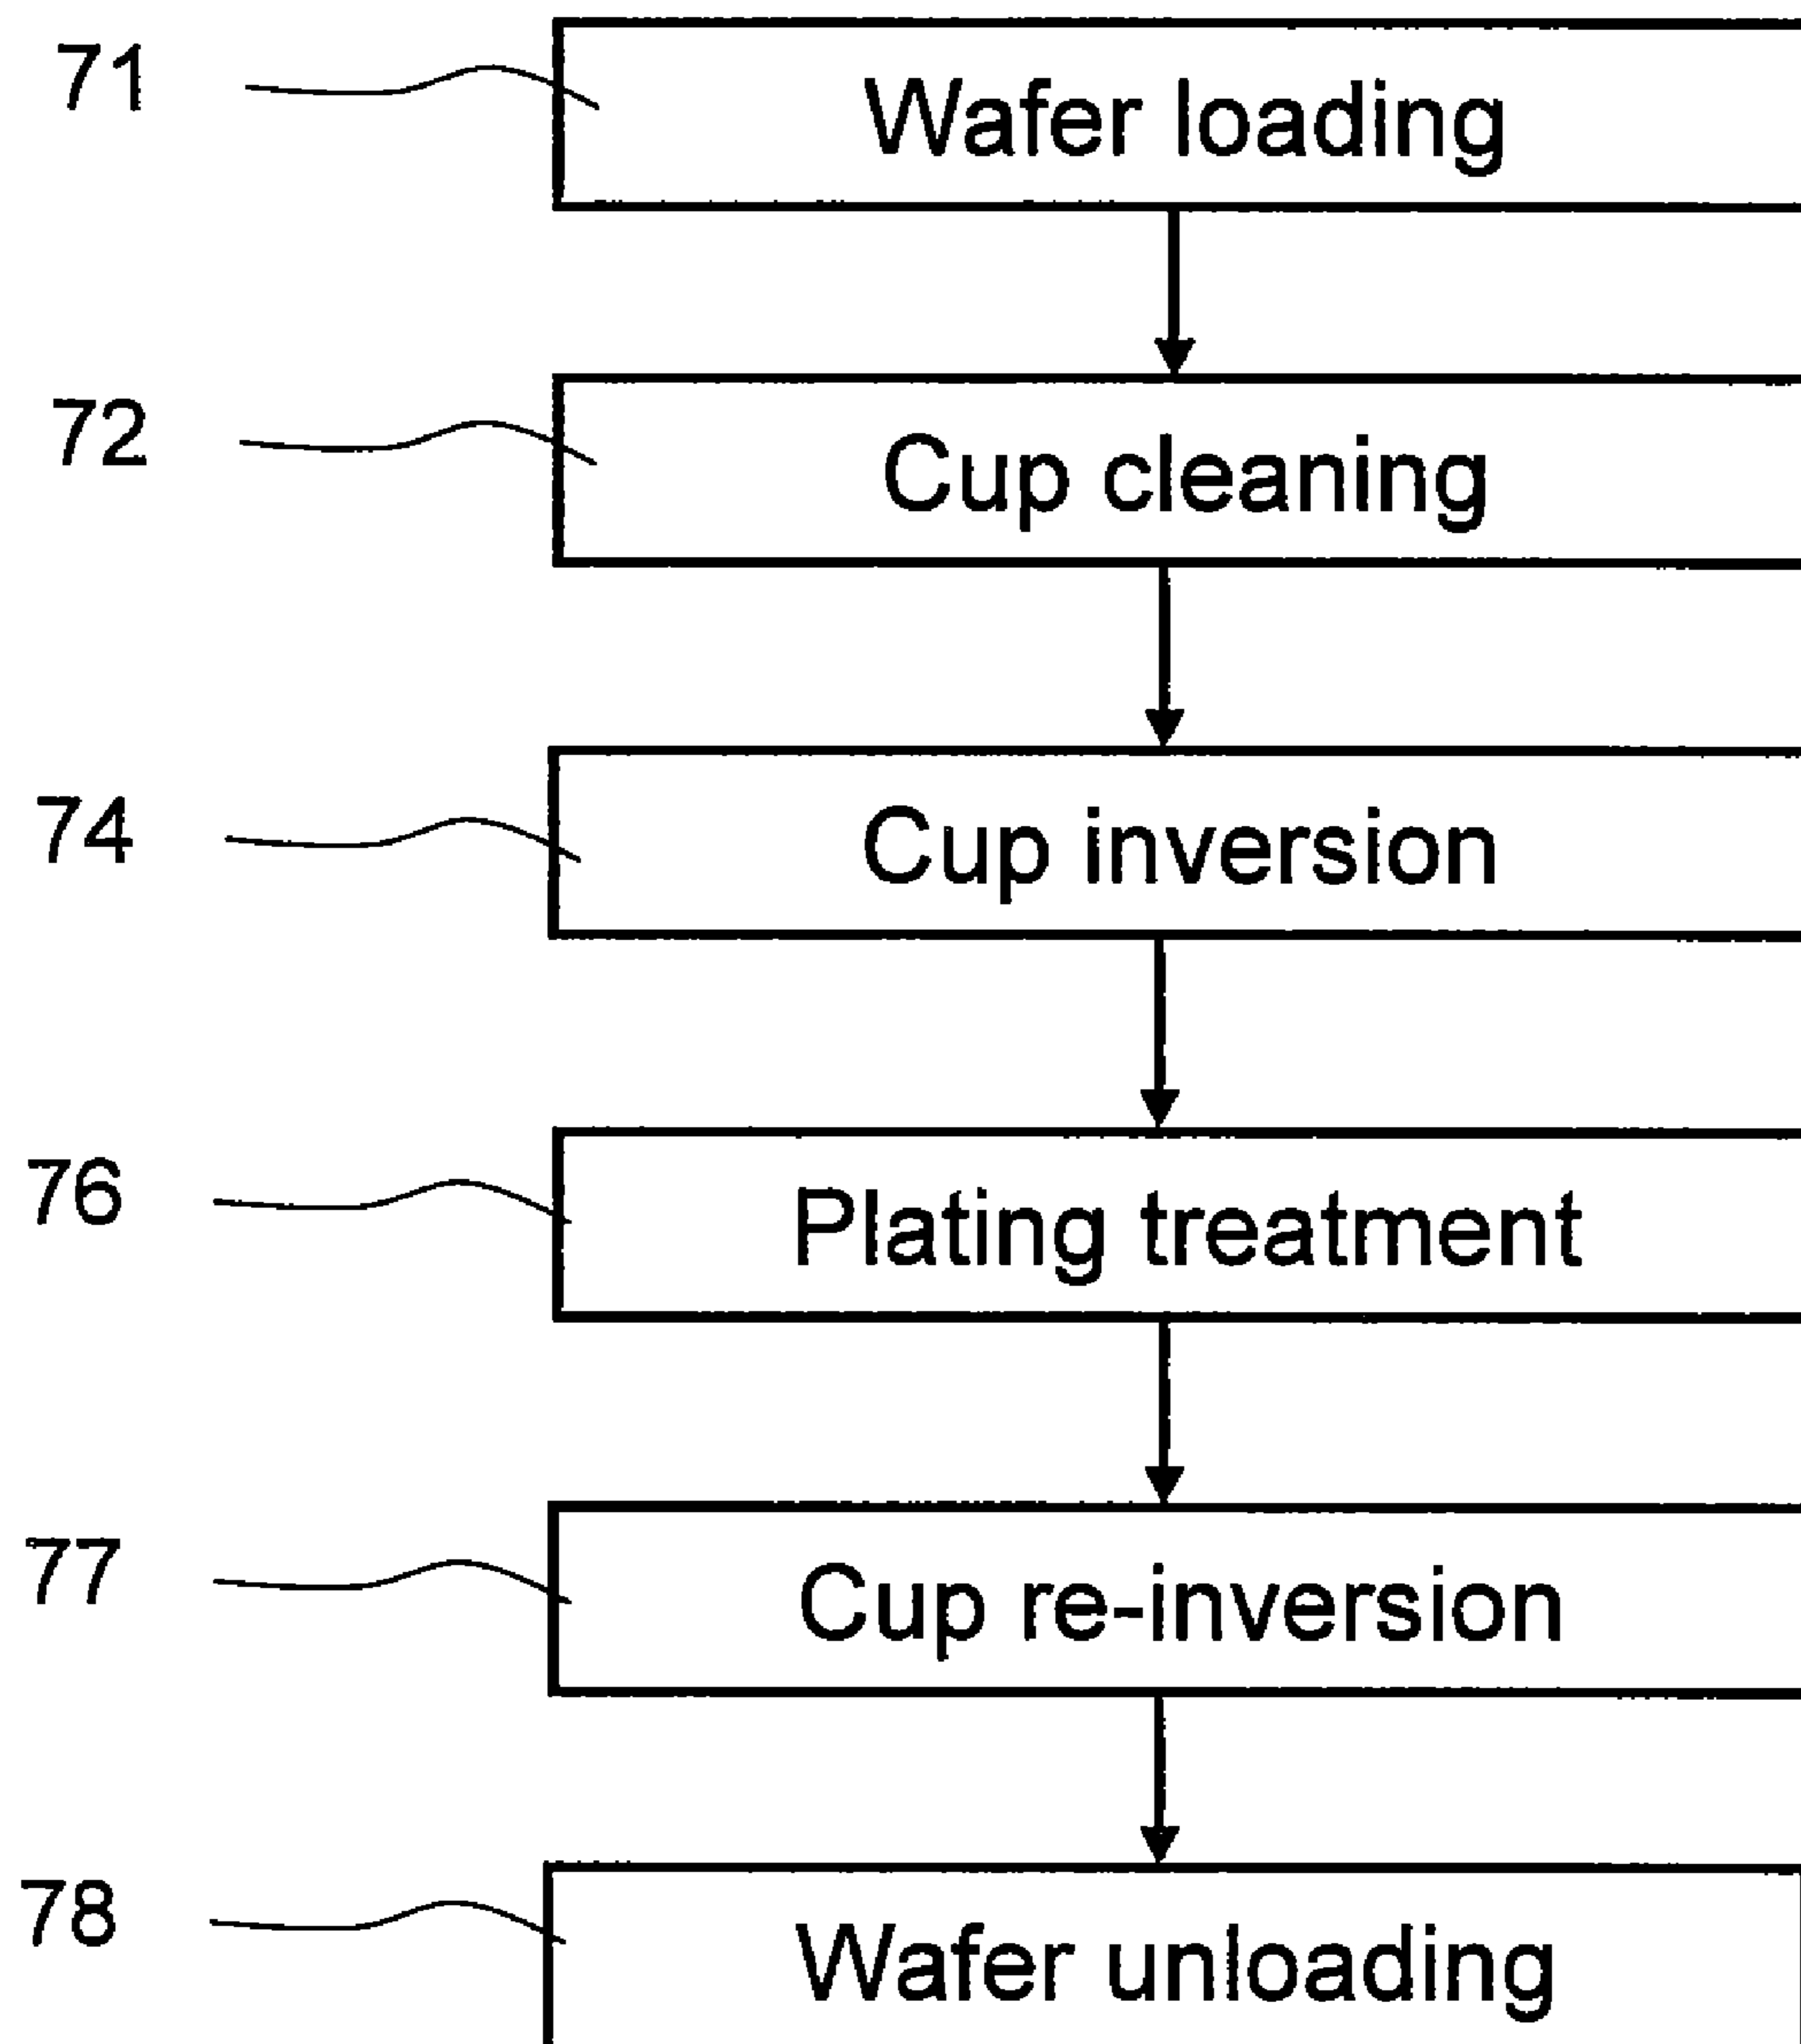 71 Wafer loading
72 Cup cleaning
74 Cup inversion
76 Plating treatment
77 Cup re-inversion
78 Wafer unloading